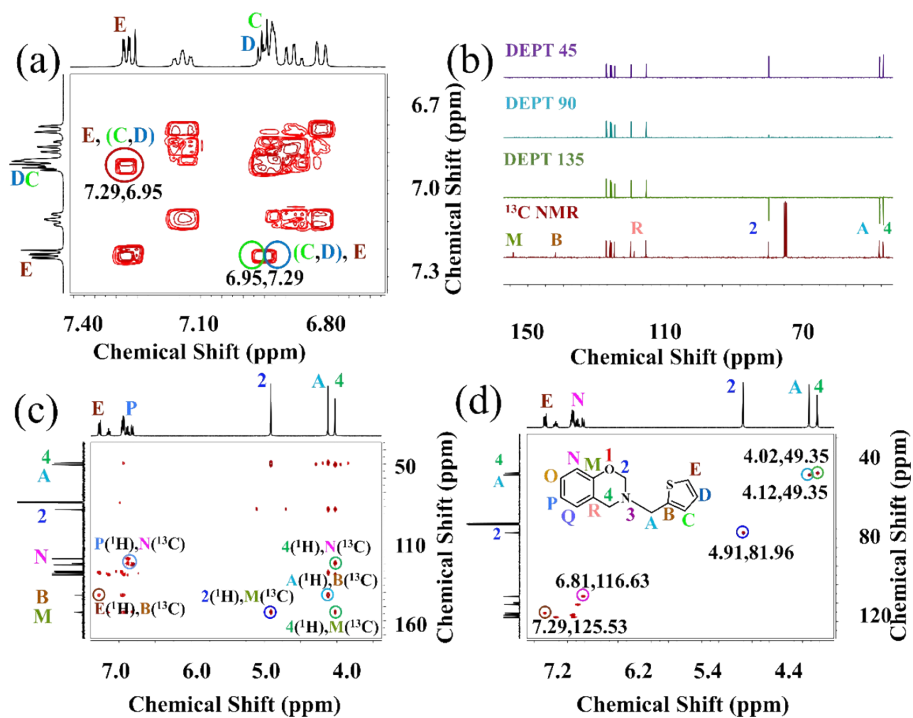 (a)
E
C
D
E, (C,D)
7.29,6.95
(C,D), E
6.95,7.29
DC
E
6.7
7.0
7.3
Chemical Shift (ppm)
7.40 7.10 6.80
Chemical Shift (ppm)
(b)
DEPT 45
DEPT 90
DEPT 135
¹³C NMR
M B R 2 A 4
150 110 70
Chemical Shift (ppm)
(c)
E P 2 A 4
4
A
2
N
B
M
P(¹H),N(¹³C)
4(¹H),N(¹³C)
A(¹H),B(¹³C)
2(¹H),M(¹³C)
E(¹H),B(¹³C)
4(¹H),M(¹³C)
50
110
160
Chemical Shift (ppm)
7.0 5.0 4.0
Chemical Shift (ppm)
(d)
E N 2 A 4
4
A
2
4.02,49.35
4.12,49.35
4.91,81.96
6.81,116.63
7.29,125.53
N M O 1 2
O
P
Q
R
4
N
3
A
S
B
C
D
E
40
80
120
Chemical Shift (ppm)
7.2 6.2 5.4 4.4
Chemical Shift (ppm)